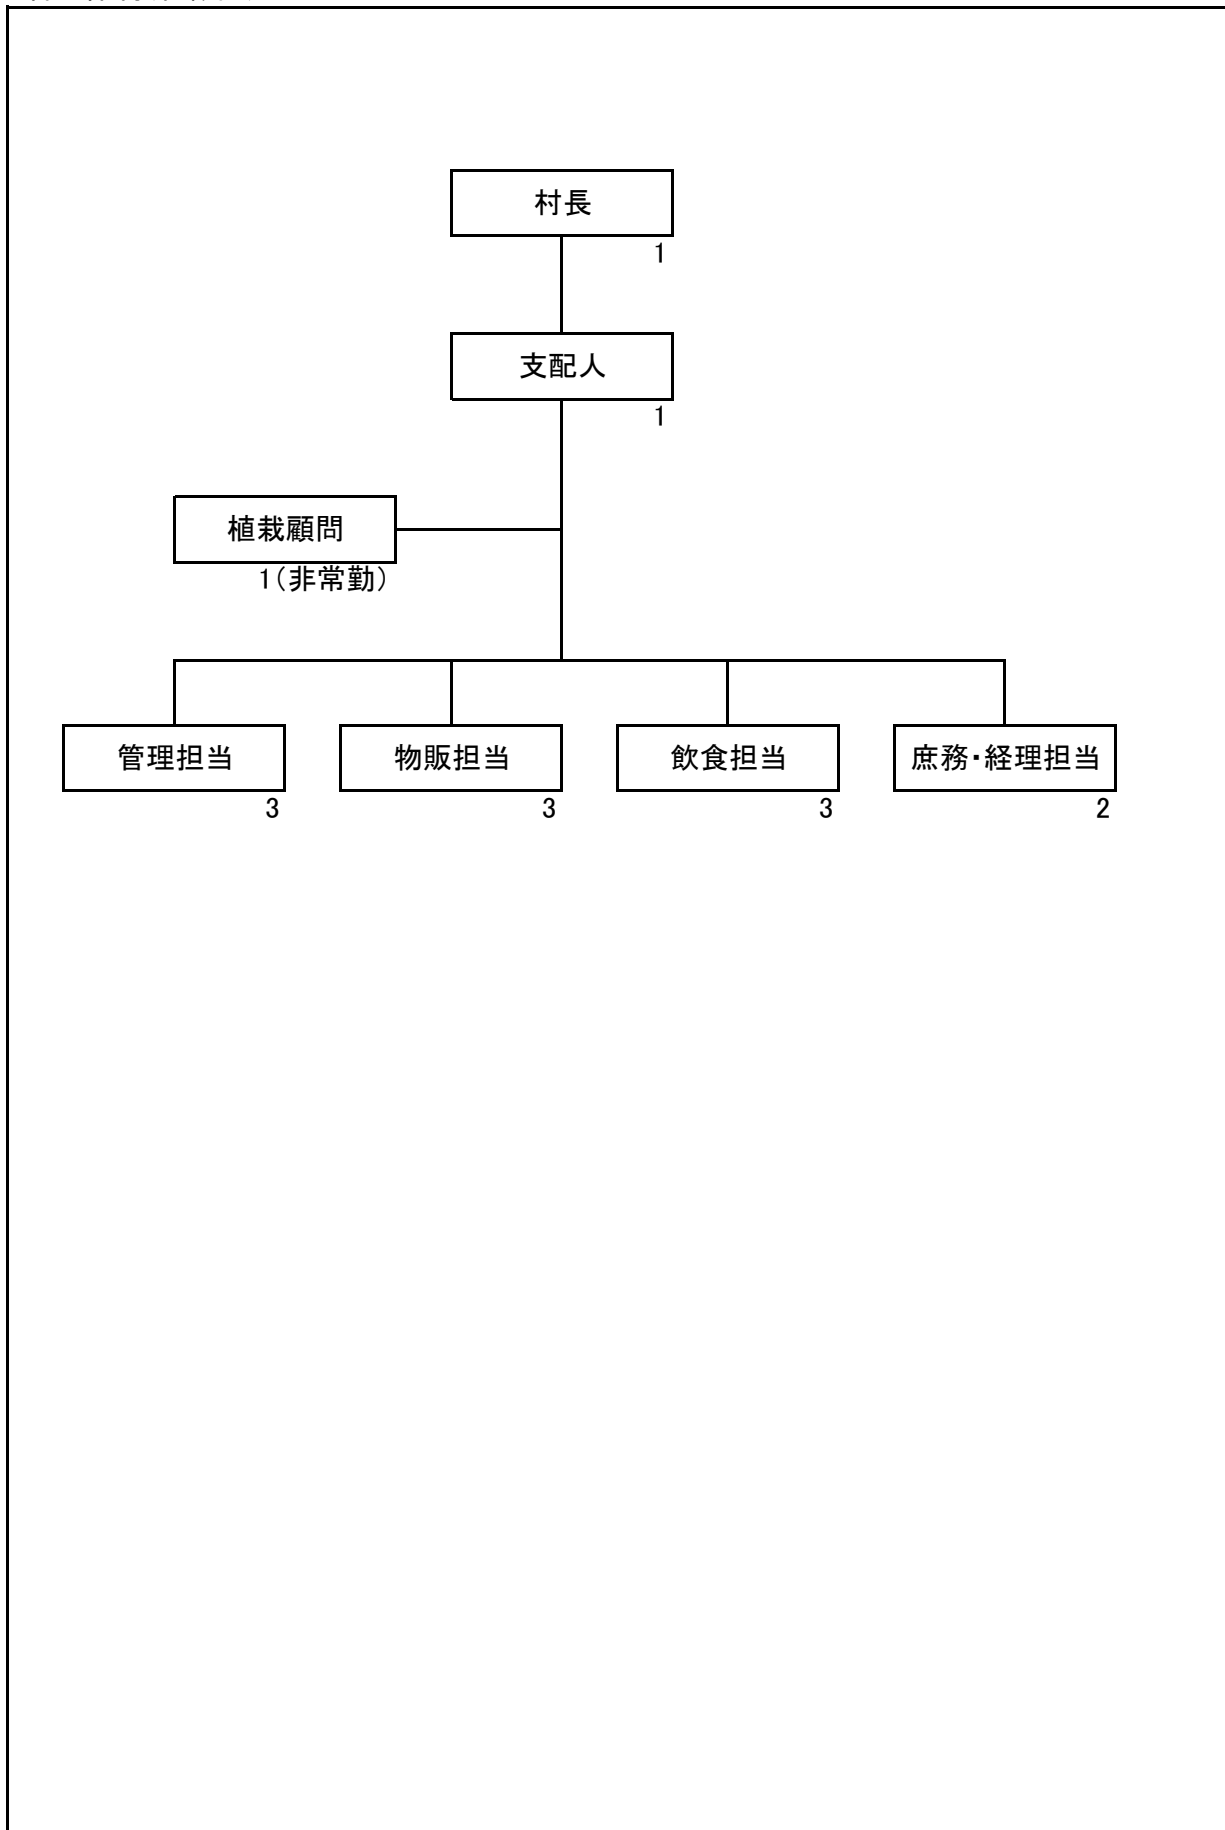 村長
1
支配人
1
植栽顧問
1(非常勤)
管理担当 物販担当 飲食担当 庶務・経理担当
3 3 3 2